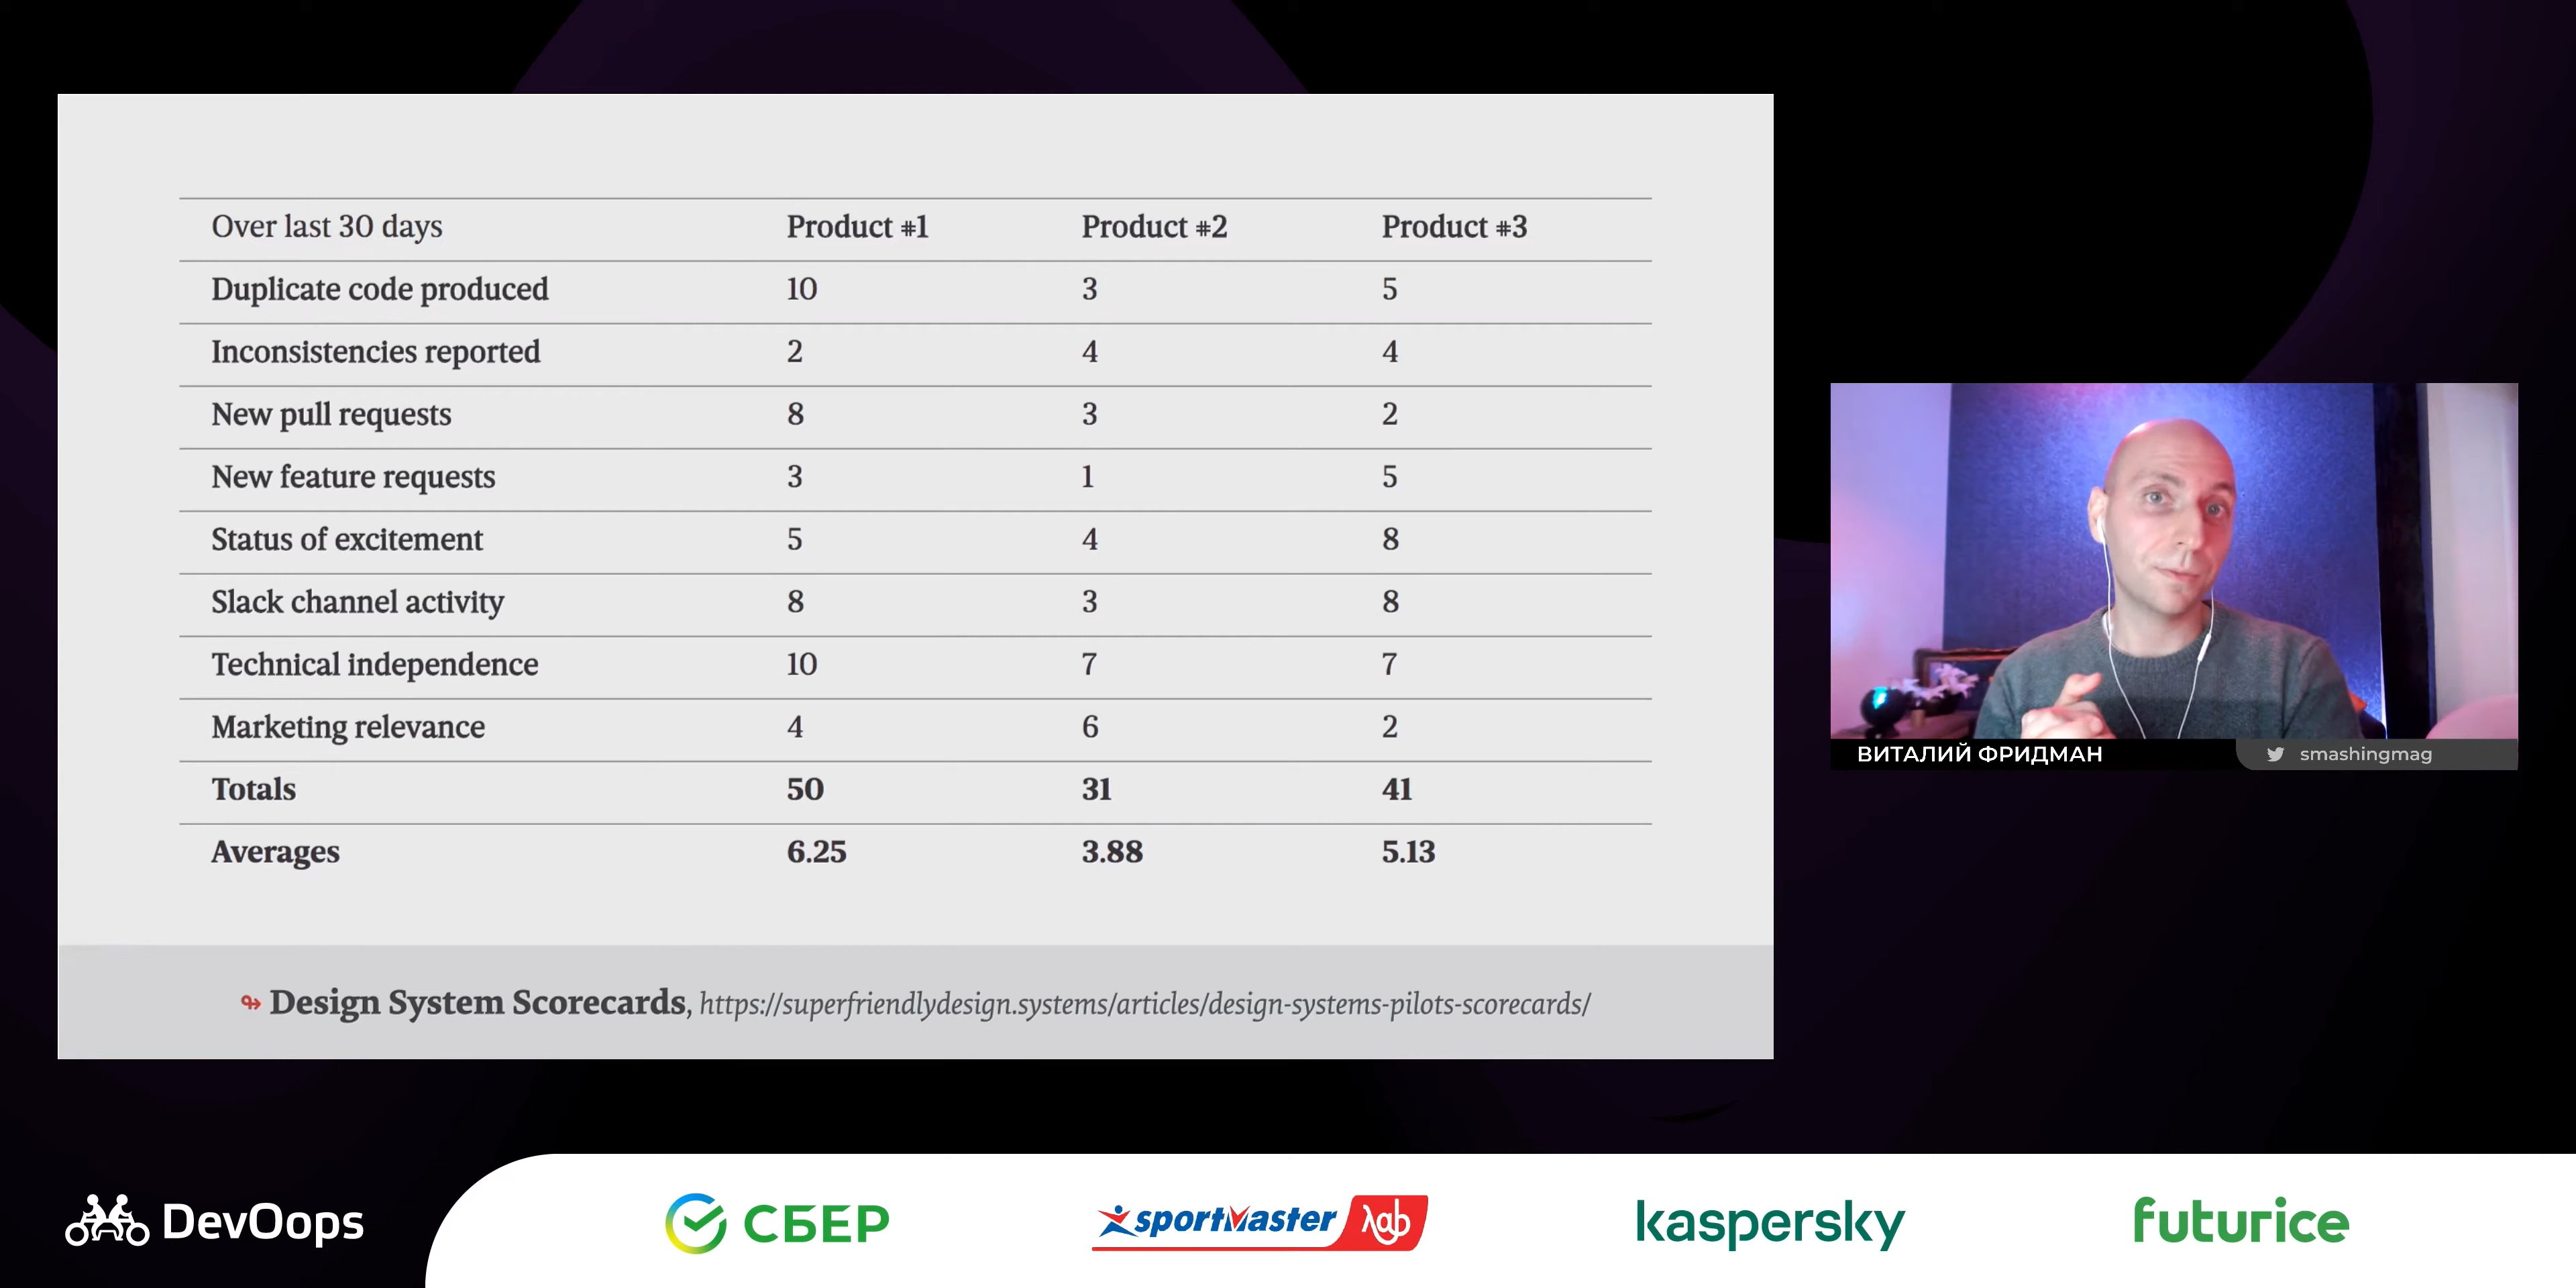 Over last 30 days Product #1 Product #2 Product #3
Duplicate code produced 10 3 5
Inconsistencies reported 2 4 4
New pull requests 8 3 2
New feature requests 3 1 5
Status of excitement 5 4 8
Slack channel activity 8 3 8
Technical independence 10 7 7
Marketing relevance 4 6 2
Totals 50 31 41
Averages 6.25 3.88 5.13
Design System Scorecards, https://superfriendlydesign.systems/articles/design-systems-pilots-scorecards/
ВИТАЛИЙ ФРИДМАН smashingmag
DevOops СБЕР sportmaster λab kaspersky futurice